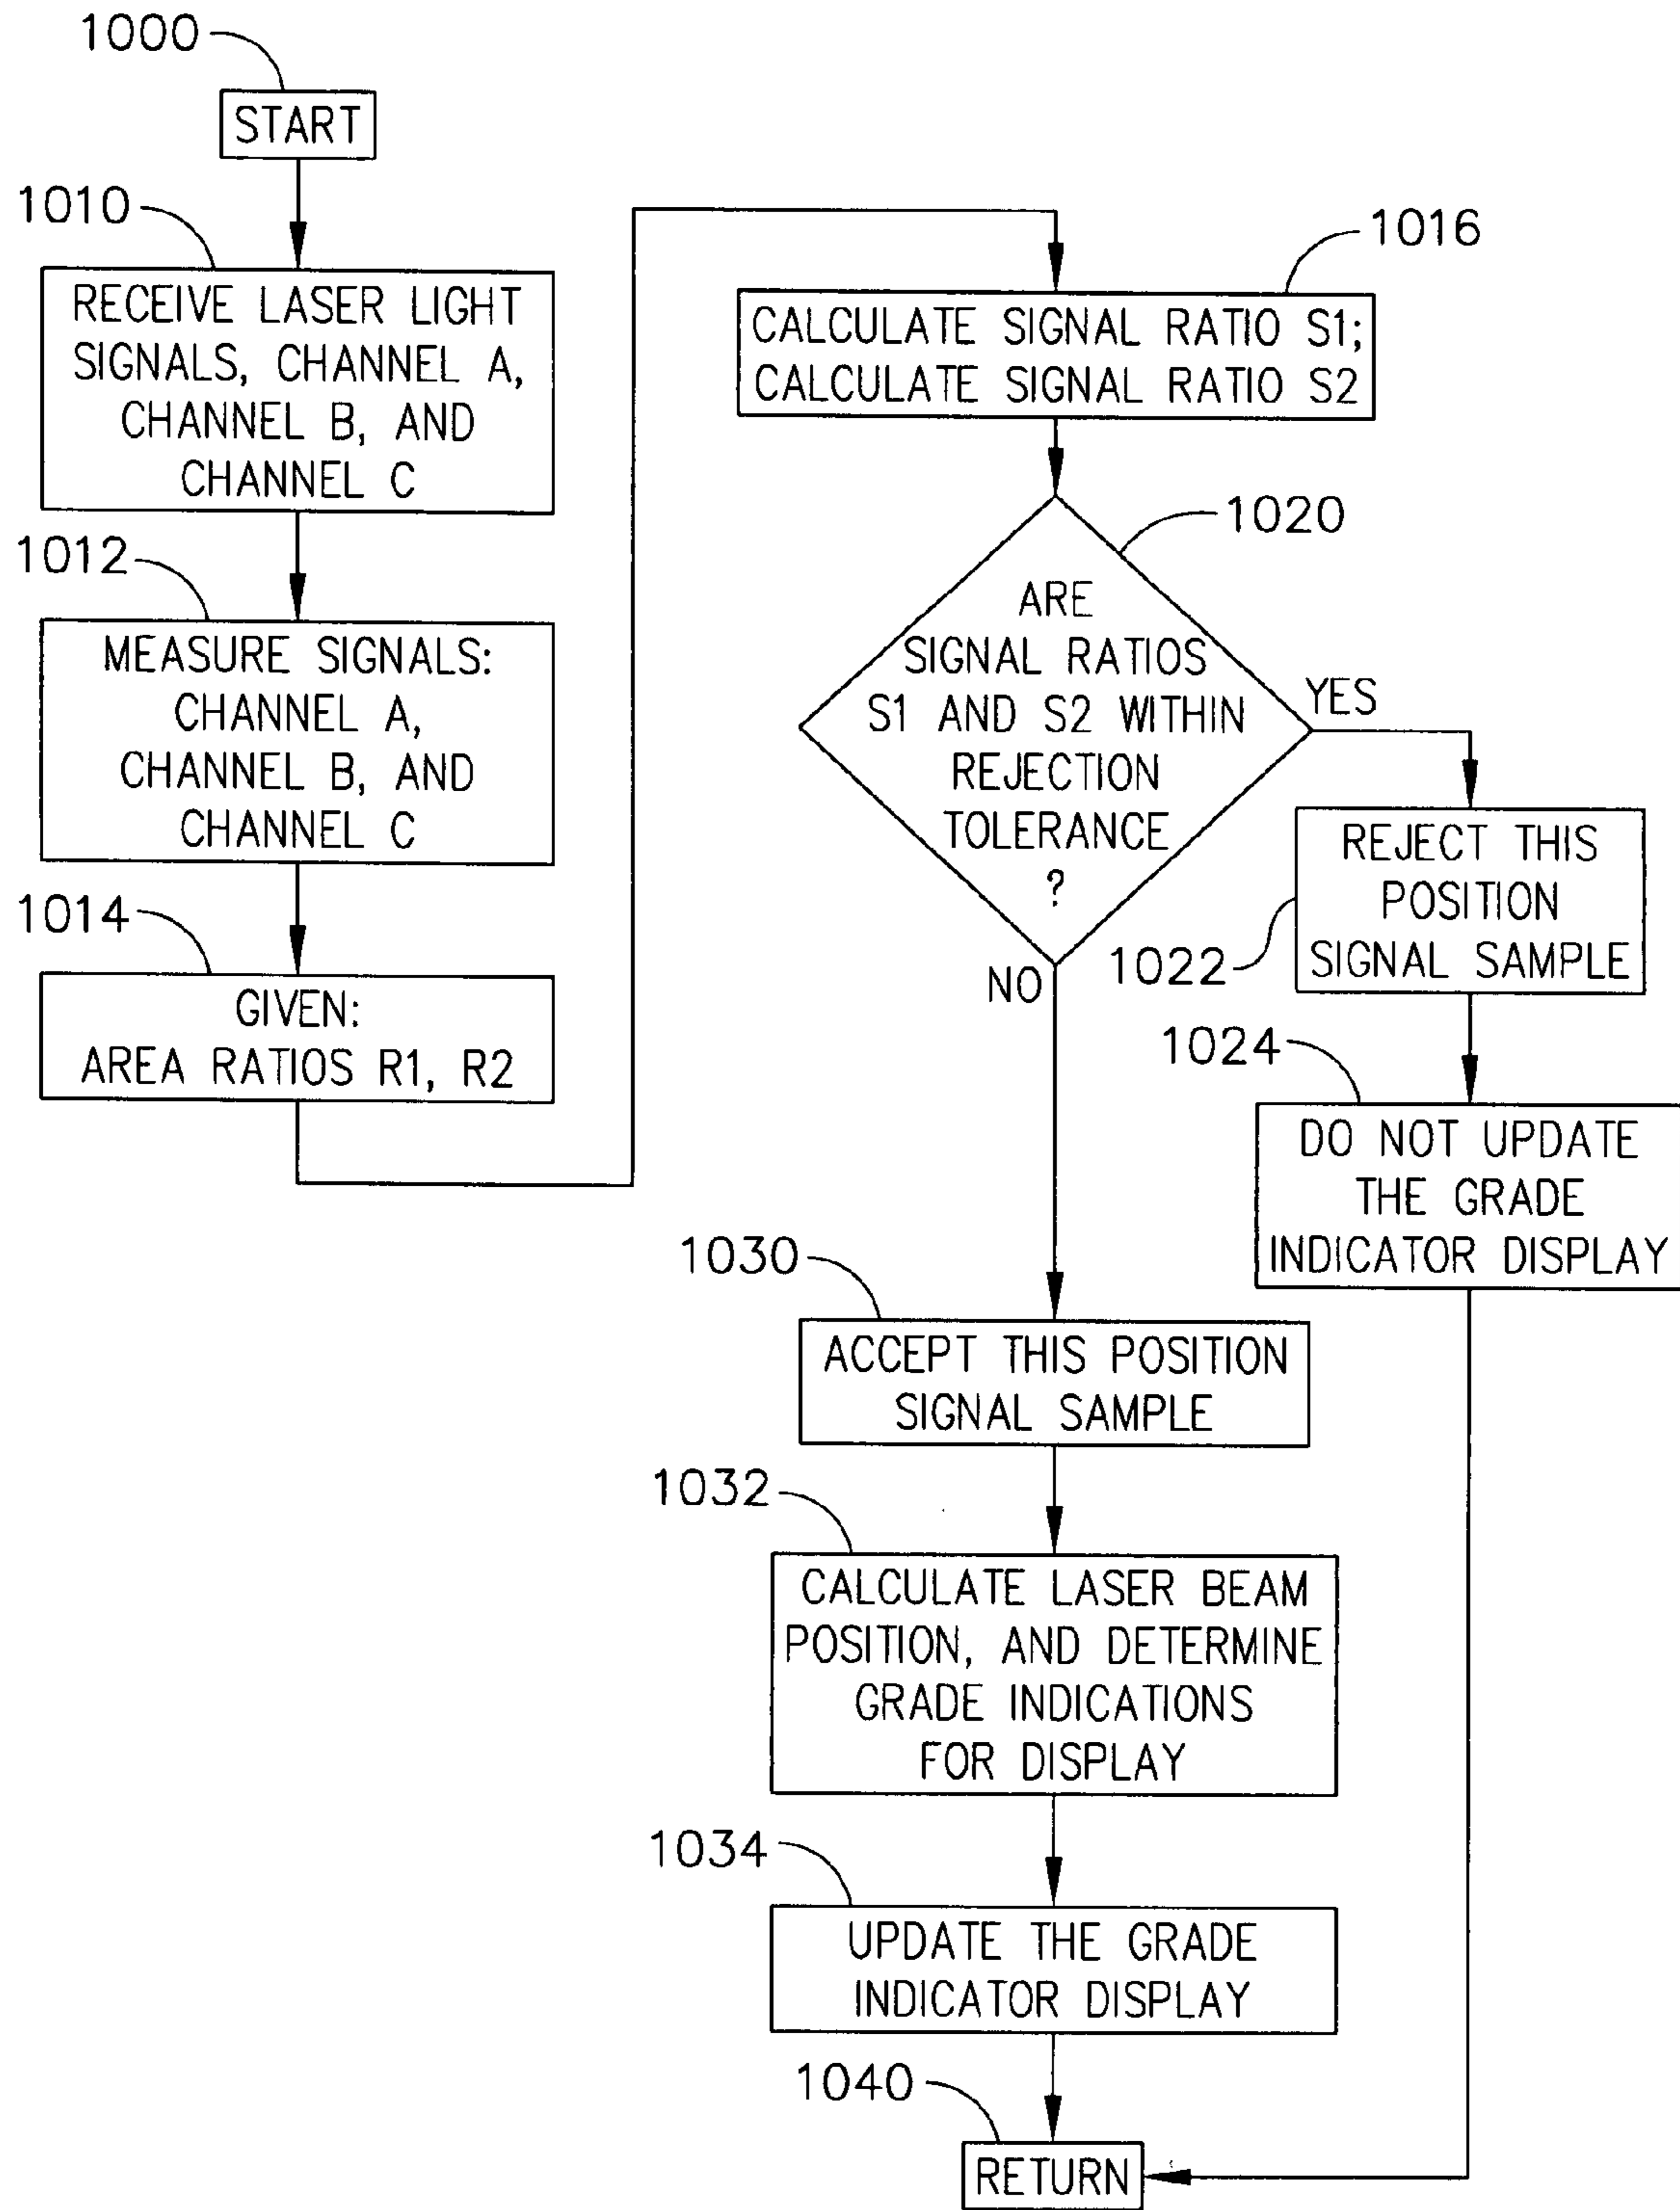 1000
START
1010
RECEIVE LASER LIGHT
SIGNALS, CHANNEL A,
CHANNEL B, AND
CHANNEL C
1012
MEASURE SIGNALS:
CHANNEL A,
CHANNEL B, AND
CHANNEL C
1014
GIVEN:
AREA RATIOS R1, R2
1016
CALCULATE SIGNAL RATIO S1;
CALCULATE SIGNAL RATIO S2
1020
ARE
SIGNAL RATIOS
S1 AND S2 WITHIN
REJECTION
TOLERANCE
?
YES
NO
1022
REJECT THIS
POSITION
SIGNAL SAMPLE
1024
DO NOT UPDATE
THE GRADE
INDICATOR DISPLAY
1030
ACCEPT THIS POSITION
SIGNAL SAMPLE
1032
CALCULATE LASER BEAM
POSITION, AND DETERMINE
GRADE INDICATIONS
FOR DISPLAY
1034
UPDATE THE GRADE
INDICATOR DISPLAY
1040
RETURN